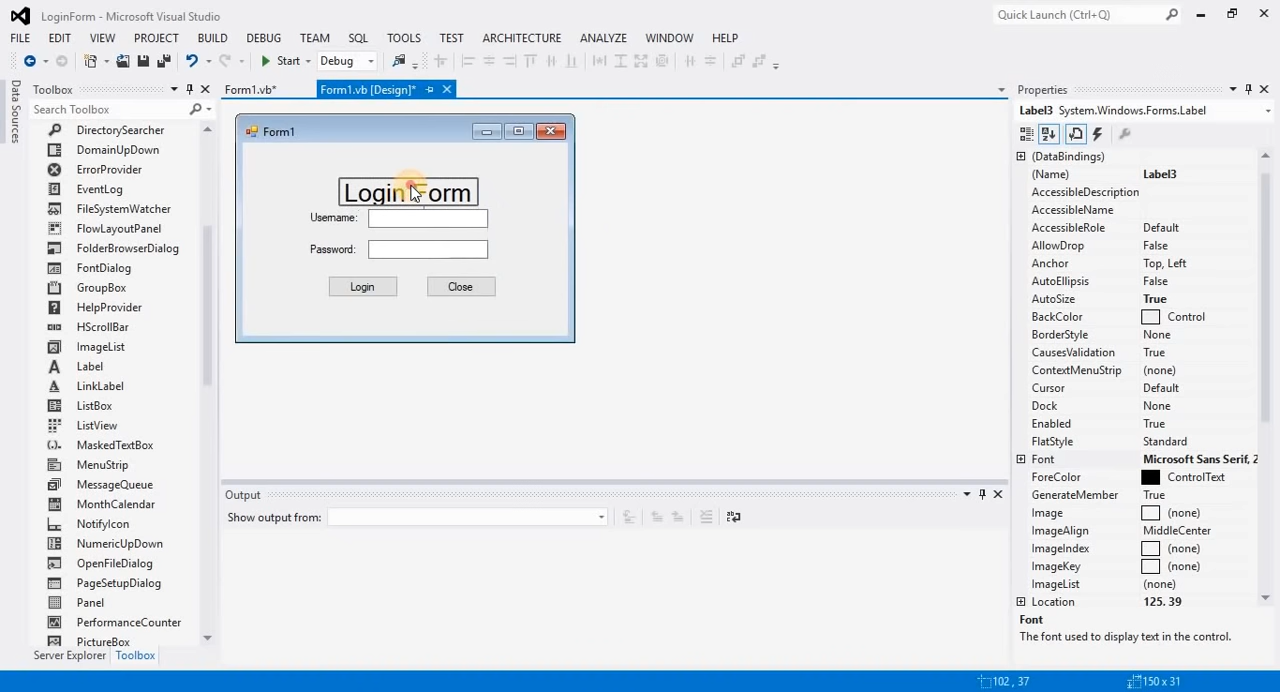 LoginForm - Microsoft Visual Studio
Quick Launch (Ctrl+Q)
FILE EDIT VIEW PROJECT BUILD DEBUG TEAM SQL TOOLS TEST ARCHITECTURE ANALYZE WINDOW HELP
Start Debug
Data Sources
Toolbox
Search Toolbox
DirectorySearcher
DomainUpDown
ErrorProvider
EventLog
FileSystemWatcher
FlowLayoutPanel
FolderBrowserDialog
FontDialog
GroupBox
HelpProvider
HScrollBar
ImageList
Label
LinkLabel
ListBox
ListView
MaskedTextBox
MenuStrip
MessageQueue
MonthCalendar
NotifyIcon
NumericUpDown
OpenFileDialog
PageSetupDialog
Panel
PerformanceCounter
PictureBox
Server Explorer Toolbox
Form1.vb* Form1.vb [Design]*
Form1
Login Form
Username:
Password:
Login Close
Output
Show output from:
Properties
Label3 System.Windows.Forms.Label
(DataBindings)
(Name) Label3
AccessibleDescription
AccessibleName
AccessibleRole Default
AllowDrop False
Anchor Top, Left
AutoEllipsis False
AutoSize True
BackColor Control
BorderStyle None
CausesValidation True
ContextMenuStrip (none)
Cursor Default
Dock None
Enabled True
FlatStyle Standard
Font Microsoft Sans Serif, 2
ForeColor ControlText
GenerateMember True
Image (none)
ImageAlign MiddleCenter
ImageIndex (none)
ImageKey (none)
ImageList (none)
Location 125, 39
Font
The font used to display text in the control.
102 , 37 150 x 31